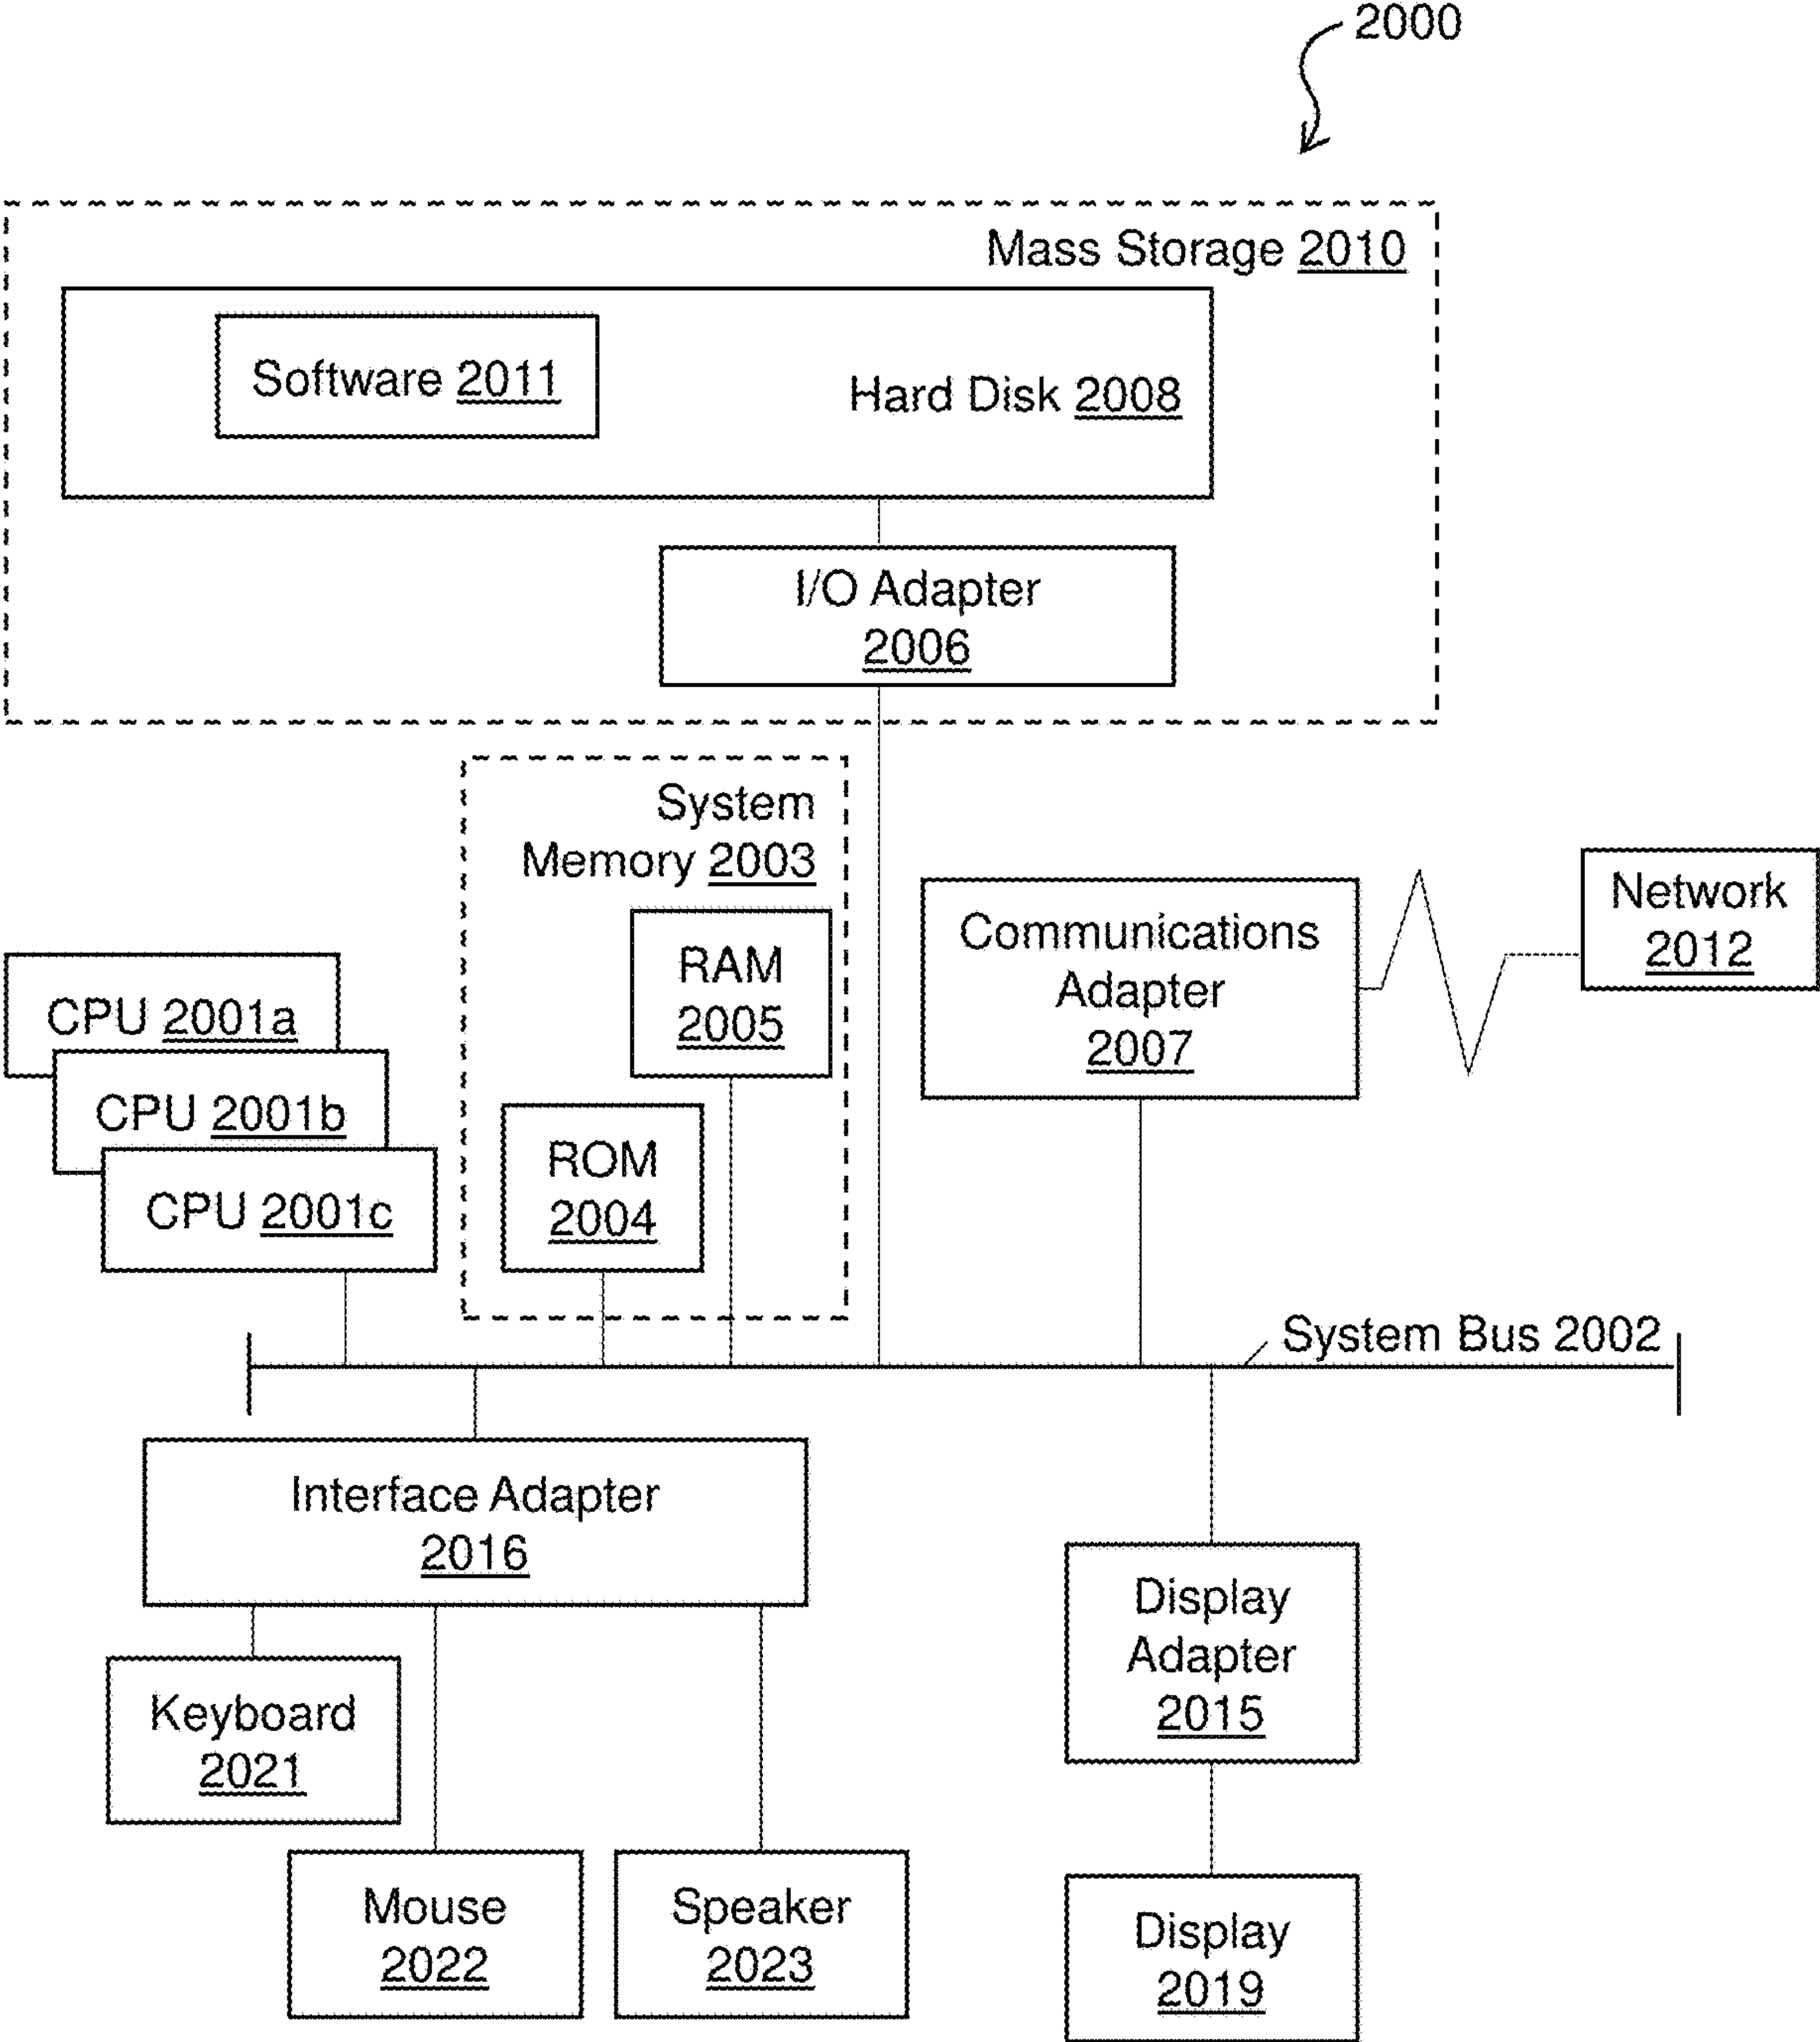 2000
Mass Storage 2010
Software 2011
Hard Disk 2008
I/O Adapter
2006
System
Memory 2003
RAM
2005
ROM
2004
Communications
Adapter
2007
Network
2012
CPU 2001a
CPU 2001b
CPU 2001c
System Bus 2002
Interface Adapter
2016
Keyboard
2021
Mouse
2022
Speaker
2023
Display
Adapter
2015
Display
2019